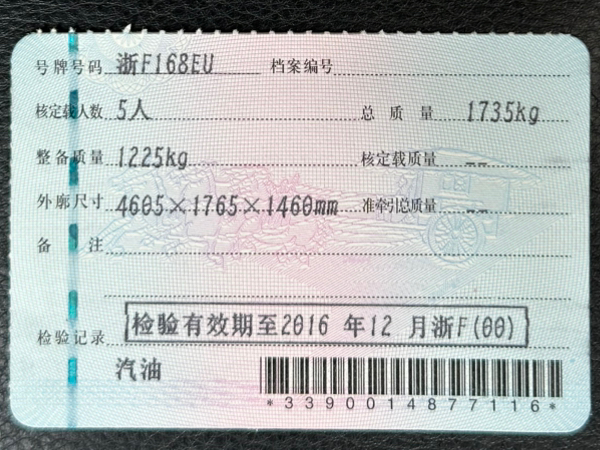 号牌号码 浙F168EU 档案编号
核定载人数 5人 总质量 1735kg
整备质量 1225kg 核定载质量 --
外廓尺寸 4605×1765×1460mm 准牵引总质量 --
备注
检验记录 检验有效期至2016 年12 月浙F(00)
汽油
*3390014877116*